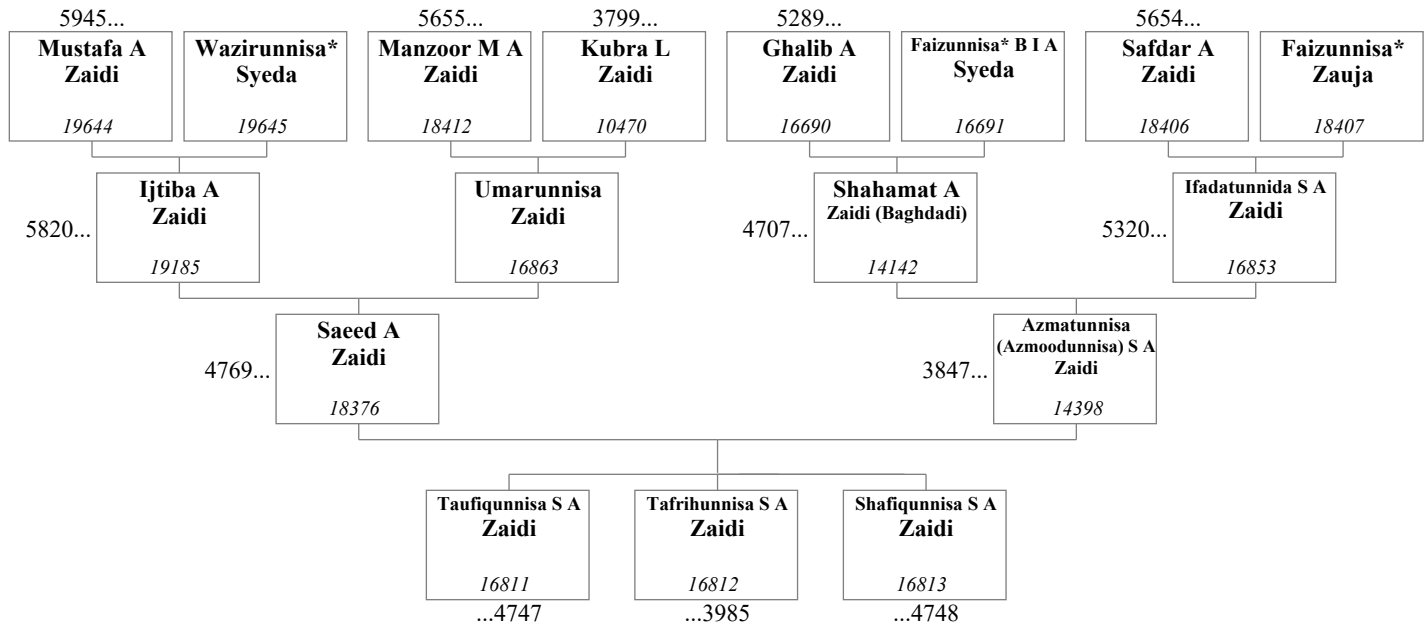 5945...
5655...
3799...
5289...
5654...
Mustafa A
Zaidi
19644
Wazirunnisa*
Syeda
19645
Manzoor M A
Zaidi
18412
Kubra L
Zaidi
10470
Ghalib A
Zaidi
16690
Faizunnisa* B I A
Syeda
16691
Safdar A
Zaidi
18406
Faizunnisa*
Zauja
18407
5820...
Ijtiba A
Zaidi
19185
Umarunnisa
Zaidi
16863
4707...
Shahamat A
Zaidi (Baghdadi)
14142
5320...
Ifadatunnida S A
Zaidi
16853
4769...
Saeed A
Zaidi
18376
3847...
Azmatunnisa
(Azmoodunnisa) S A
Zaidi
14398
Taufiqunnisa S A
Zaidi
16811
...4747
Tafrihunnisa S A
Zaidi
16812
...3985
Shafiqunnisa S A
Zaidi
16813
...4748